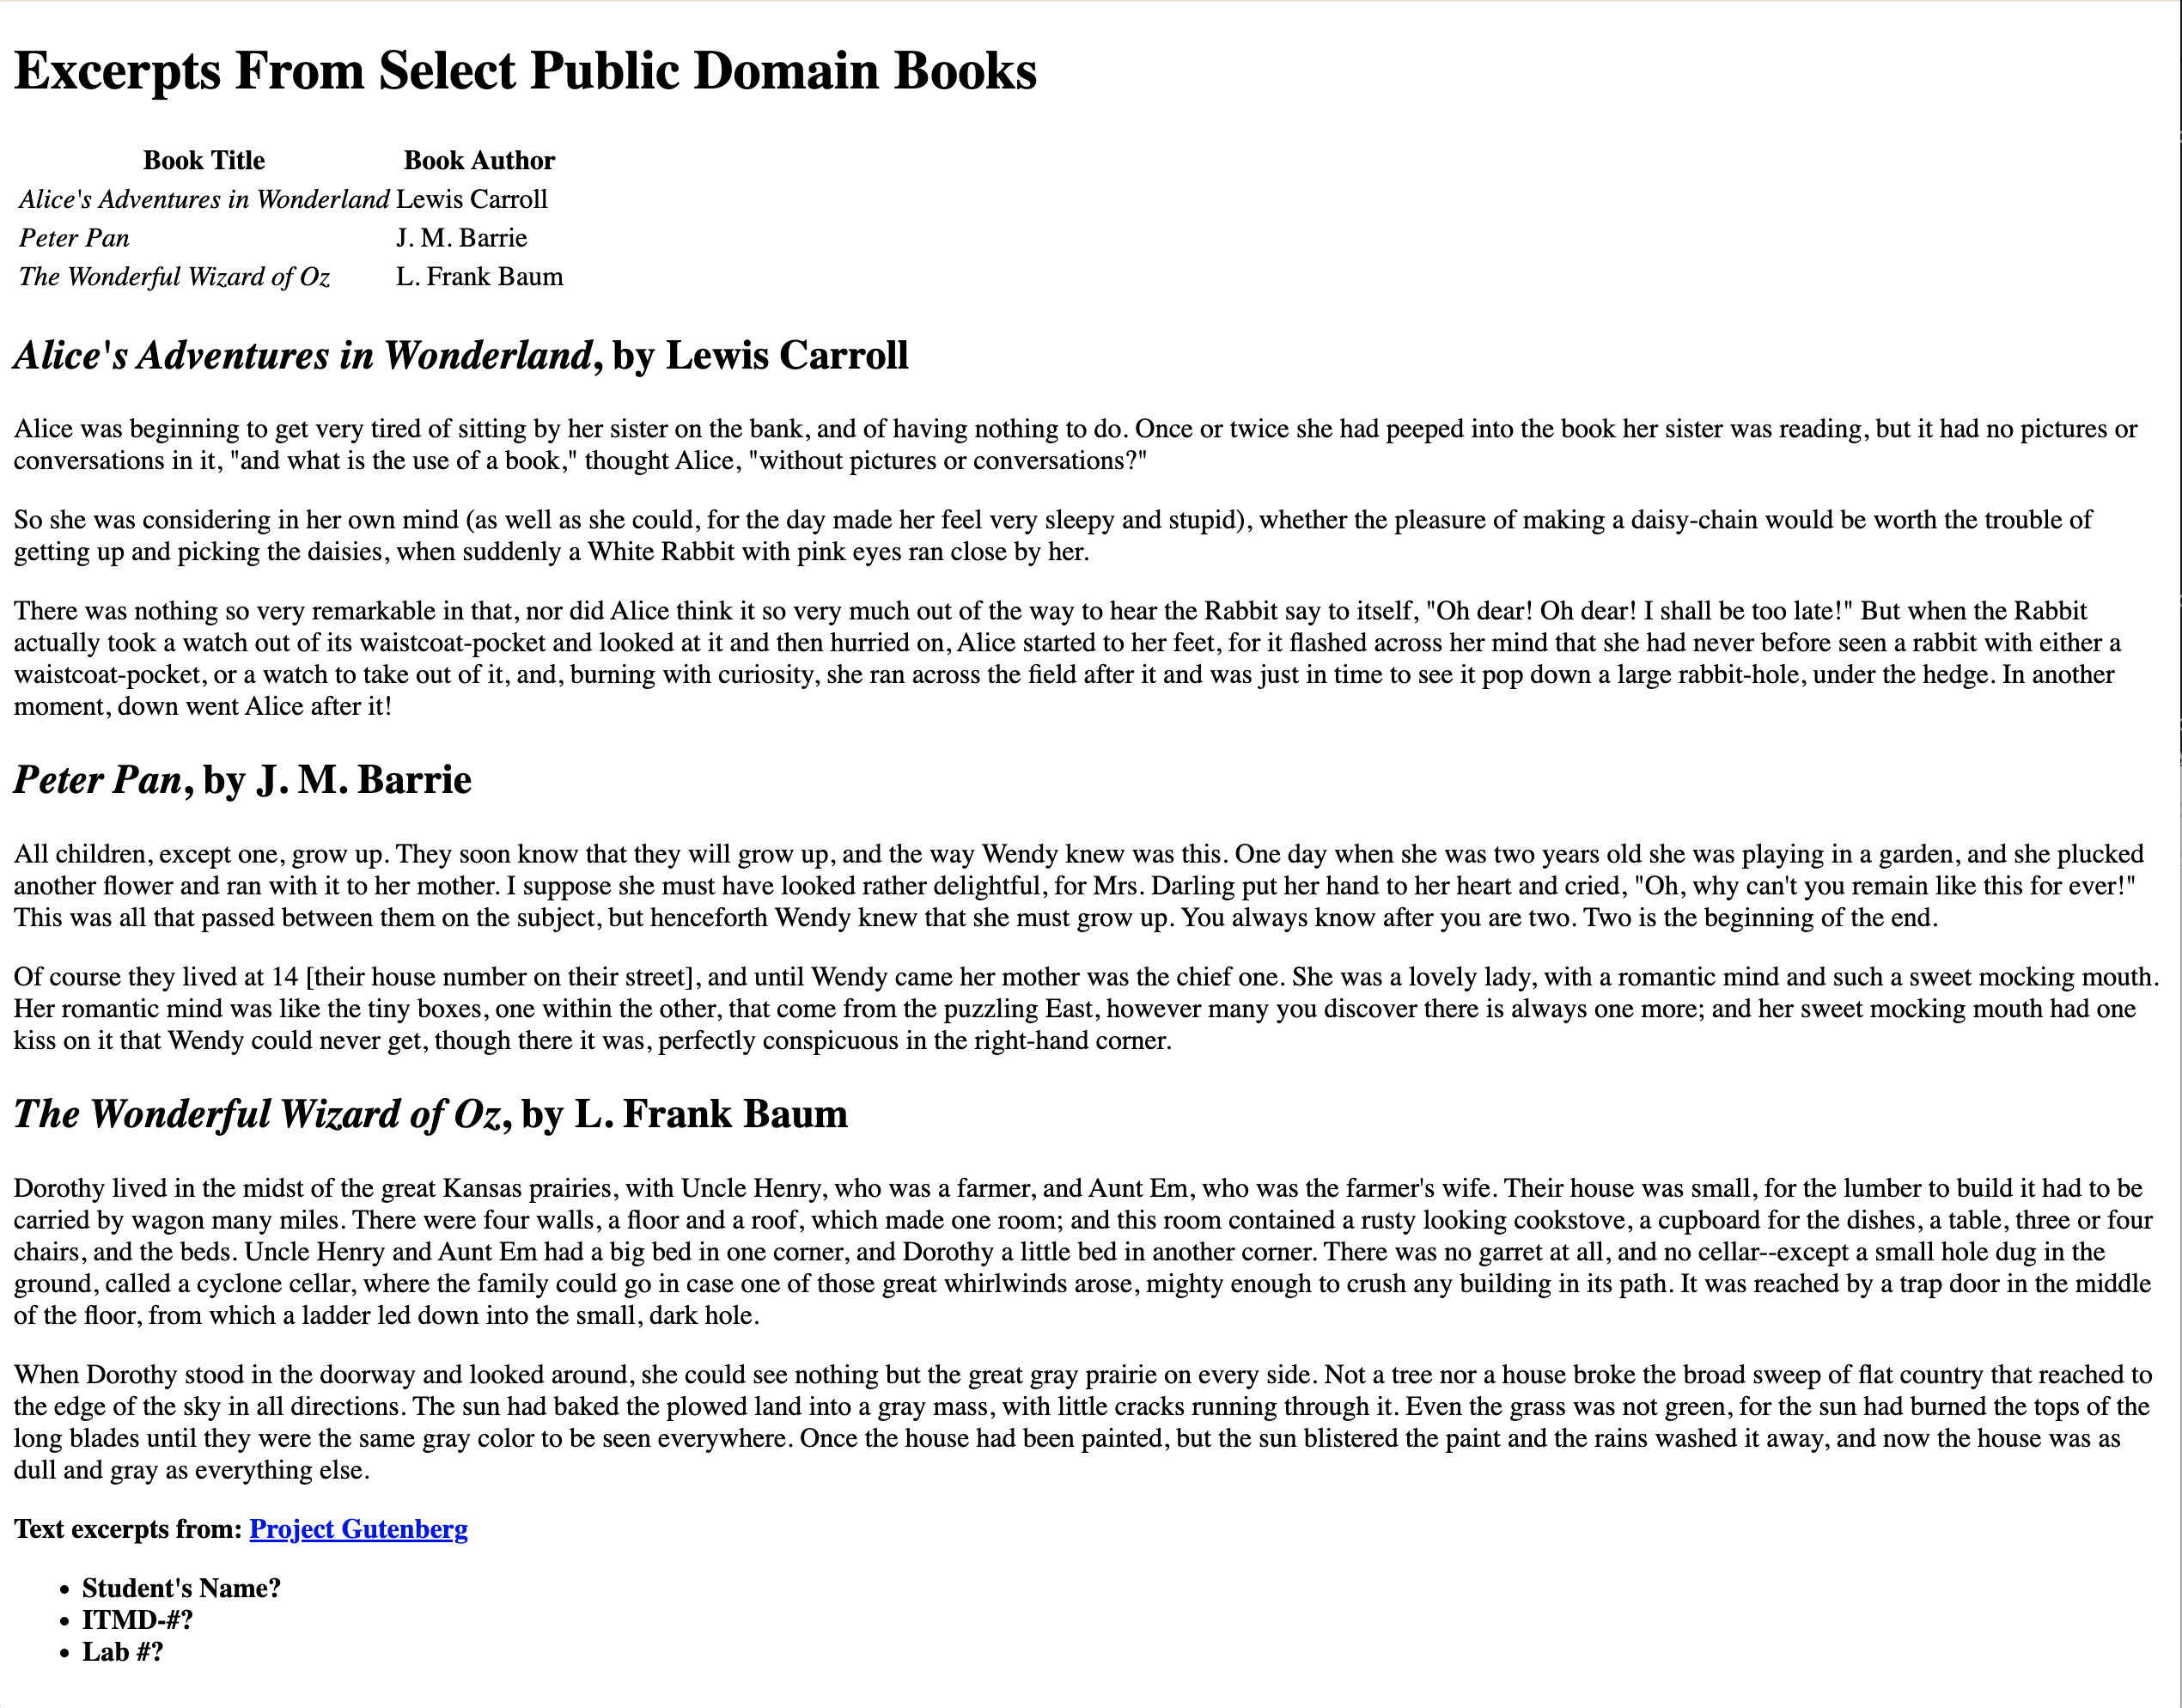 Excerpts From Select Public Domain Books
Book Title Book Author
Alice's Adventures in Wonderland Lewis Carroll
Peter Pan J. M. Barrie
The Wonderful Wizard of Oz L. Frank Baum
Alice's Adventures in Wonderland, by Lewis Carroll
Alice was beginning to get very tired of sitting by her sister on the bank, and of having nothing to do. Once or twice she had peeped into the book her sister was reading, but it had no pictures or
conversations in it, "and what is the use of a book," thought Alice, "without pictures or conversations?"
So she was considering in her own mind (as well as she could, for the day made her feel very sleepy and stupid), whether the pleasure of making a daisy-chain would be worth the trouble of
getting up and picking the daisies, when suddenly a White Rabbit with pink eyes ran close by her.
There was nothing so very remarkable in that, nor did Alice think it so very much out of the way to hear the Rabbit say to itself, "Oh dear! Oh dear! I shall be too late!" But when the Rabbit
actually took a watch out of its waistcoat-pocket and looked at it and then hurried on, Alice started to her feet, for it flashed across her mind that she had never before seen a rabbit with either a
waistcoat-pocket, or a watch to take out of it, and, burning with curiosity, she ran across the field after it and was just in time to see it pop down a large rabbit-hole, under the hedge. In another
moment, down went Alice after it!
Peter Pan, by J. M. Barrie
All children, except one, grow up. They soon know that they will grow up, and the way Wendy knew was this. One day when she was two years old she was playing in a garden, and she plucked
another flower and ran with it to her mother. I suppose she must have looked rather delightful, for Mrs. Darling put her hand to her heart and cried, "Oh, why can't you remain like this for ever!"
This was all that passed between them on the subject, but henceforth Wendy knew that she must grow up. You always know after you are two. Two is the beginning of the end.
Of course they lived at 14 [their house number on their street], and until Wendy came her mother was the chief one. She was a lovely lady, with a romantic mind and such a sweet mocking mouth.
Her romantic mind was like the tiny boxes, one within the other, that come from the puzzling East, however many you discover there is always one more; and her sweet mocking mouth had one
kiss on it that Wendy could never get, though there it was, perfectly conspicuous in the right-hand corner.
The Wonderful Wizard of Oz, by L. Frank Baum
Dorothy lived in the midst of the great Kansas prairies, with Uncle Henry, who was a farmer, and Aunt Em, who was the farmer's wife. Their house was small, for the lumber to build it had to be
carried by wagon many miles. There were four walls, a floor and a roof, which made one room; and this room contained a rusty looking cookstove, a cupboard for the dishes, a table, three or four
chairs, and the beds. Uncle Henry and Aunt Em had a big bed in one corner, and Dorothy a little bed in another corner. There was no garret at all, and no cellar--except a small hole dug in the
ground, called a cyclone cellar, where the family could go in case one of those great whirlwinds arose, mighty enough to crush any building in its path. It was reached by a trap door in the middle
of the floor, from which a ladder led down into the small, dark hole.
When Dorothy stood in the doorway and looked around, she could see nothing but the great gray prairie on every side. Not a tree nor a house broke the broad sweep of flat country that reached to
the edge of the sky in all directions. The sun had baked the plowed land into a gray mass, with little cracks running through it. Even the grass was not green, for the sun had burned the tops of the
long blades until they were the same gray color to be seen everywhere. Once the house had been painted, but the sun blistered the paint and the rains washed it away, and now the house was as
dull and gray as everything else.
Text excerpts from: Project Gutenberg
• Student's Name?
• ITMD-#?
• Lab #?